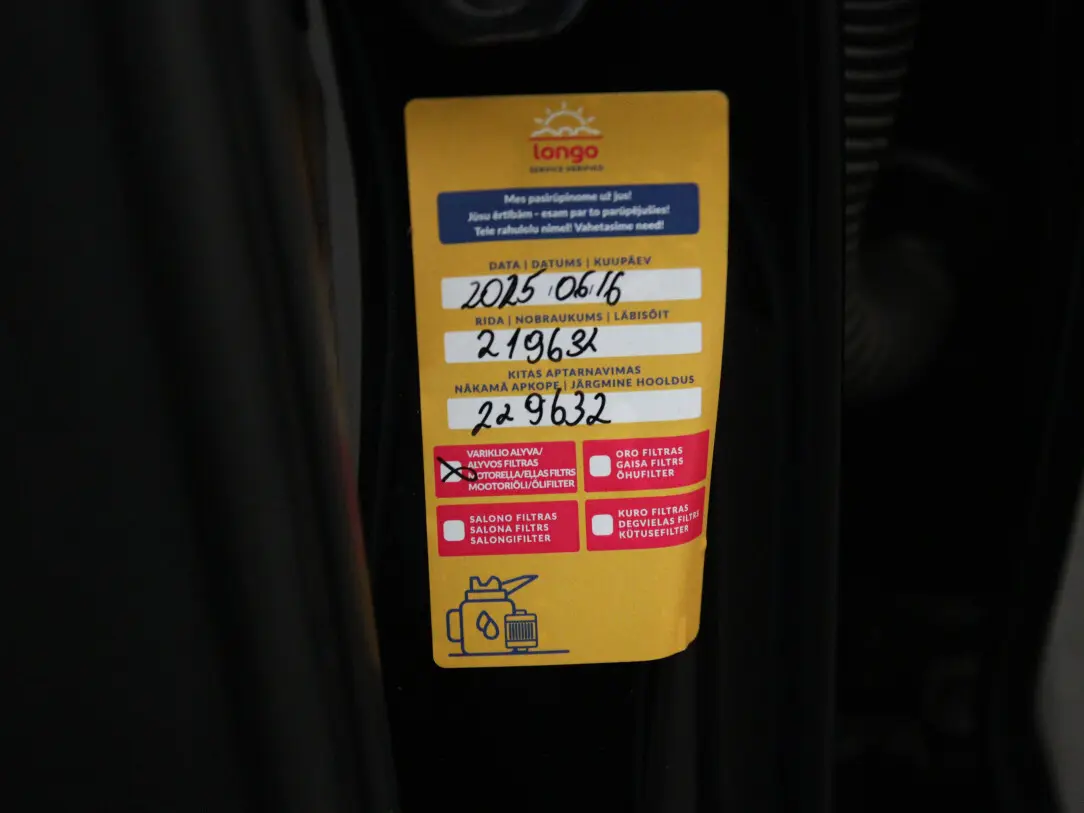 longo
SERVICE VERIFIED
Mes pasirūpinome už jus!
Jūsu ērtībām - esam par to parūpējušies!
Teie rahulolu nimel! Vahetasime need!
DATA | DATUMS | KUUPÄEV
2025.06.16
RIDA | NOBRAUKUMS | LÄBISÕIT
219632
KITAS APTARNAVIMAS
NĀKAMĀ APKOPE | JÄRGMINE HOOLDUS
229632
VARIKLIO ALYVA/
ALYVOS FILTRAS
MOTOREĻĻA/EĻĻAS FILTRS
MOOTORIÕLI/ÕLIFILTER
ORO FILTRAS
GAISA FILTRS
ÕHUFILTER
SALONO FILTRAS
SALONA FILTRS
SALONGIFILTER
KURO FILTRAS
DEGVIELAS FILTRS
KÜTUSEFILTER